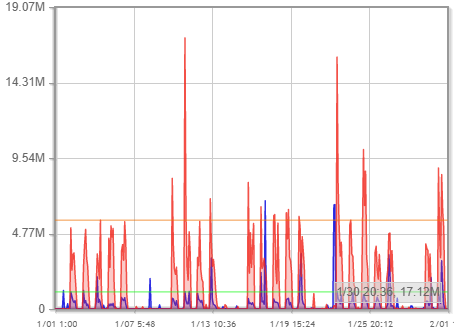 19.07M
14.31M
9.54M
4.77M
0
1/30 20:36, 17.12M
1/01 1:00 1/07 5:48 1/13 10:36 1/19 15:24 1/25 20:12 2/01